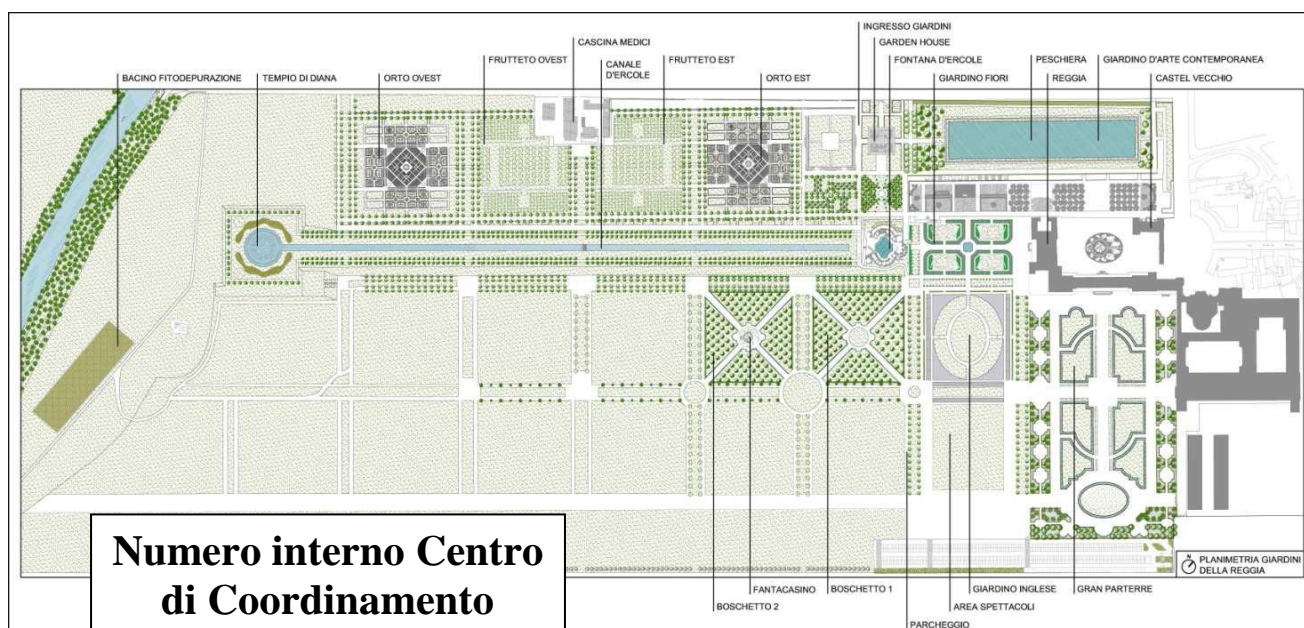 INGRESSO GIARDINI
CASCINA MEDICI
GARDEN HOUSE
FRUTTETO OVEST
CANALE D'ERCOLE
FRUTTETO EST
FONTANA D'ERCOLE
PESCHIERA
GIARDINO D'ARTE CONTEMPORANEA
BACINO FITODEPURAZIONE
TEMPIO DI DIANA
ORTO OVEST
ORTO EST
GIARDINO FIORI
REGGIA
CASTEL VECCHIO
N
PLANIMETRIA GIARDINI
DELLA REGGIA
Numero interno Centro
di Coordinamento
FANTACASINO
BOSCHETTO 1
GIARDINO INGLESE
GRAN PARTERRE
BOSCHETTO 2
AREA SPETTACOLI
PARCHEGGIO